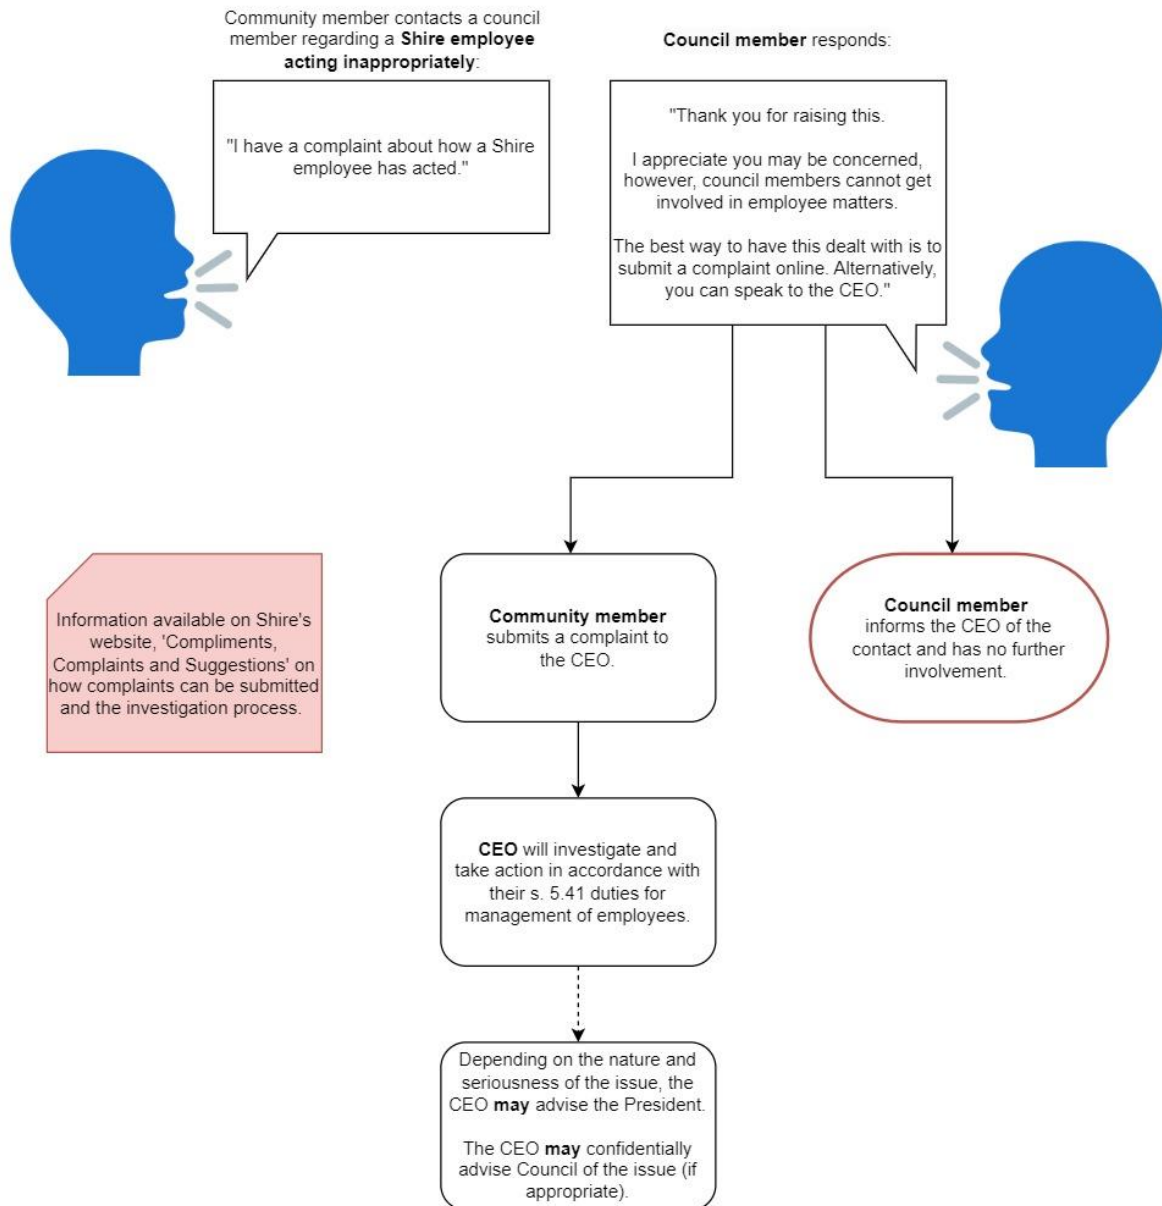 Community member contacts a council
member regarding a Shire employee
acting inappropriately:
"I have a complaint about how a Shire
employee has acted."
Council member responds:
"Thank you for raising this.
I appreciate you may be concerned,
however, council members cannot get
involved in employee matters.
The best way to have this dealt with is to
submit a complaint online. Alternatively,
you can speak to the CEO."
Information available on Shire's
website, 'Compliments,
Complaints and Suggestions' on
how complaints can be submitted
and the investigation process.
Community member
submits a complaint to
the CEO.
Council member
informs the CEO of the
contact and has no further
involvement.
CEO will investigate and
take action in accordance with
their s. 5.41 duties for
management of employees.
Depending on the nature and
seriousness of the issue, the
CEO may advise the President.
The CEO may confidentially
advise Council of the issue (if
appropriate).